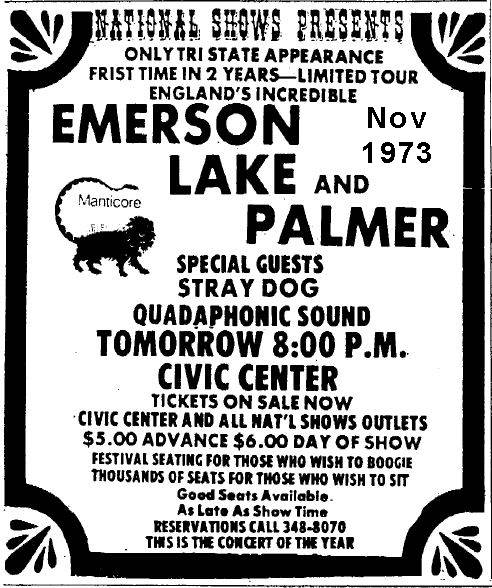 NATIONAL SHOWS PRESENTS
ONLY TRI STATE APPEARANCE
FRIST TIME IN 2 YEARS—LIMITED TOUR
ENGLAND'S INCREDIBLE
EMERSON
Nov
1973
LAKE AND
PALMER
Manticore
SPECIAL GUESTS
STRAY DOG
QUADAPHONIC SOUND
TOMORROW 8:00 P.M.
CIVIC CENTER
TICKETS ON SALE NOW
CIVIC CENTER AND ALL NAT'L SHOWS OUTLETS
$5.00 ADVANCE $6.00 DAY OF SHOW
FESTIVAL SEATING FOR THOSE WHO WISH TO BOOGIE
THOUSANDS OF SEATS FOR THOSE WHO WISH TO SIT
Good Seats Available.
As Late As Show Time
RESERVATIONS CALL 348-8070
THIS IS THE CONCERT OF THE YEAR